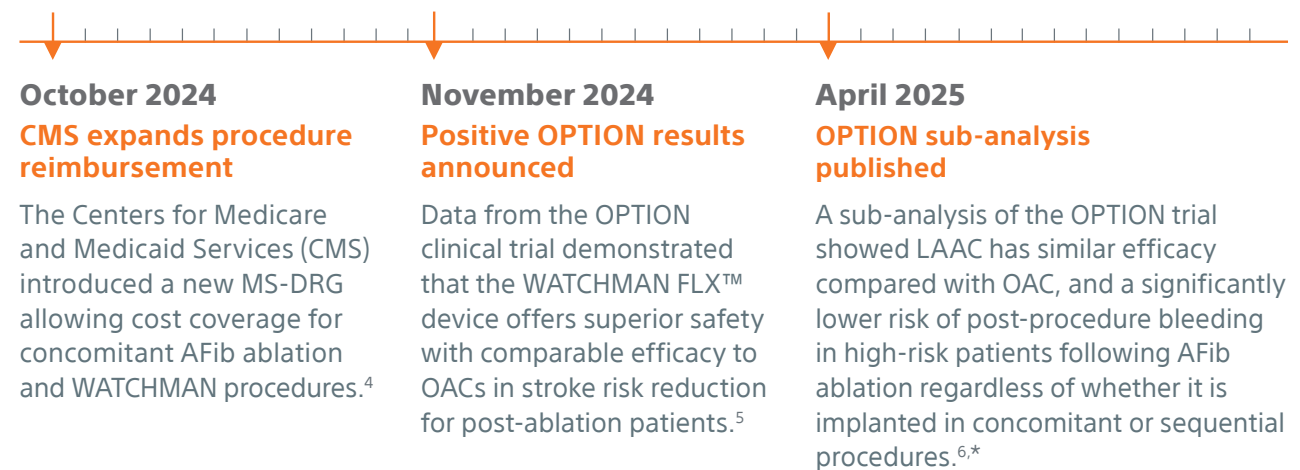 October 2024
CMS expands procedure
reimbursement
The Centers for Medicare
and Medicaid Services (CMS)
introduced a new MS-DRG
allowing cost coverage for
concomitant AFib ablation
and WATCHMAN procedures.4
November 2024
Positive OPTION results
announced
Data from the OPTION
clinical trial demonstrated
that the WATCHMAN FLX™
device offers superior safety
with comparable efficacy to
OACs in stroke risk reduction
for post-ablation patients.5
April 2025
OPTION sub-analysis
published
A sub-analysis of the OPTION trial
showed LAAC has similar efficacy
compared with OAC, and a significantly
lower risk of post-procedure bleeding
in high-risk patients following AFib
ablation regardless of whether it is
implanted in concomitant or sequential
procedures.6,*